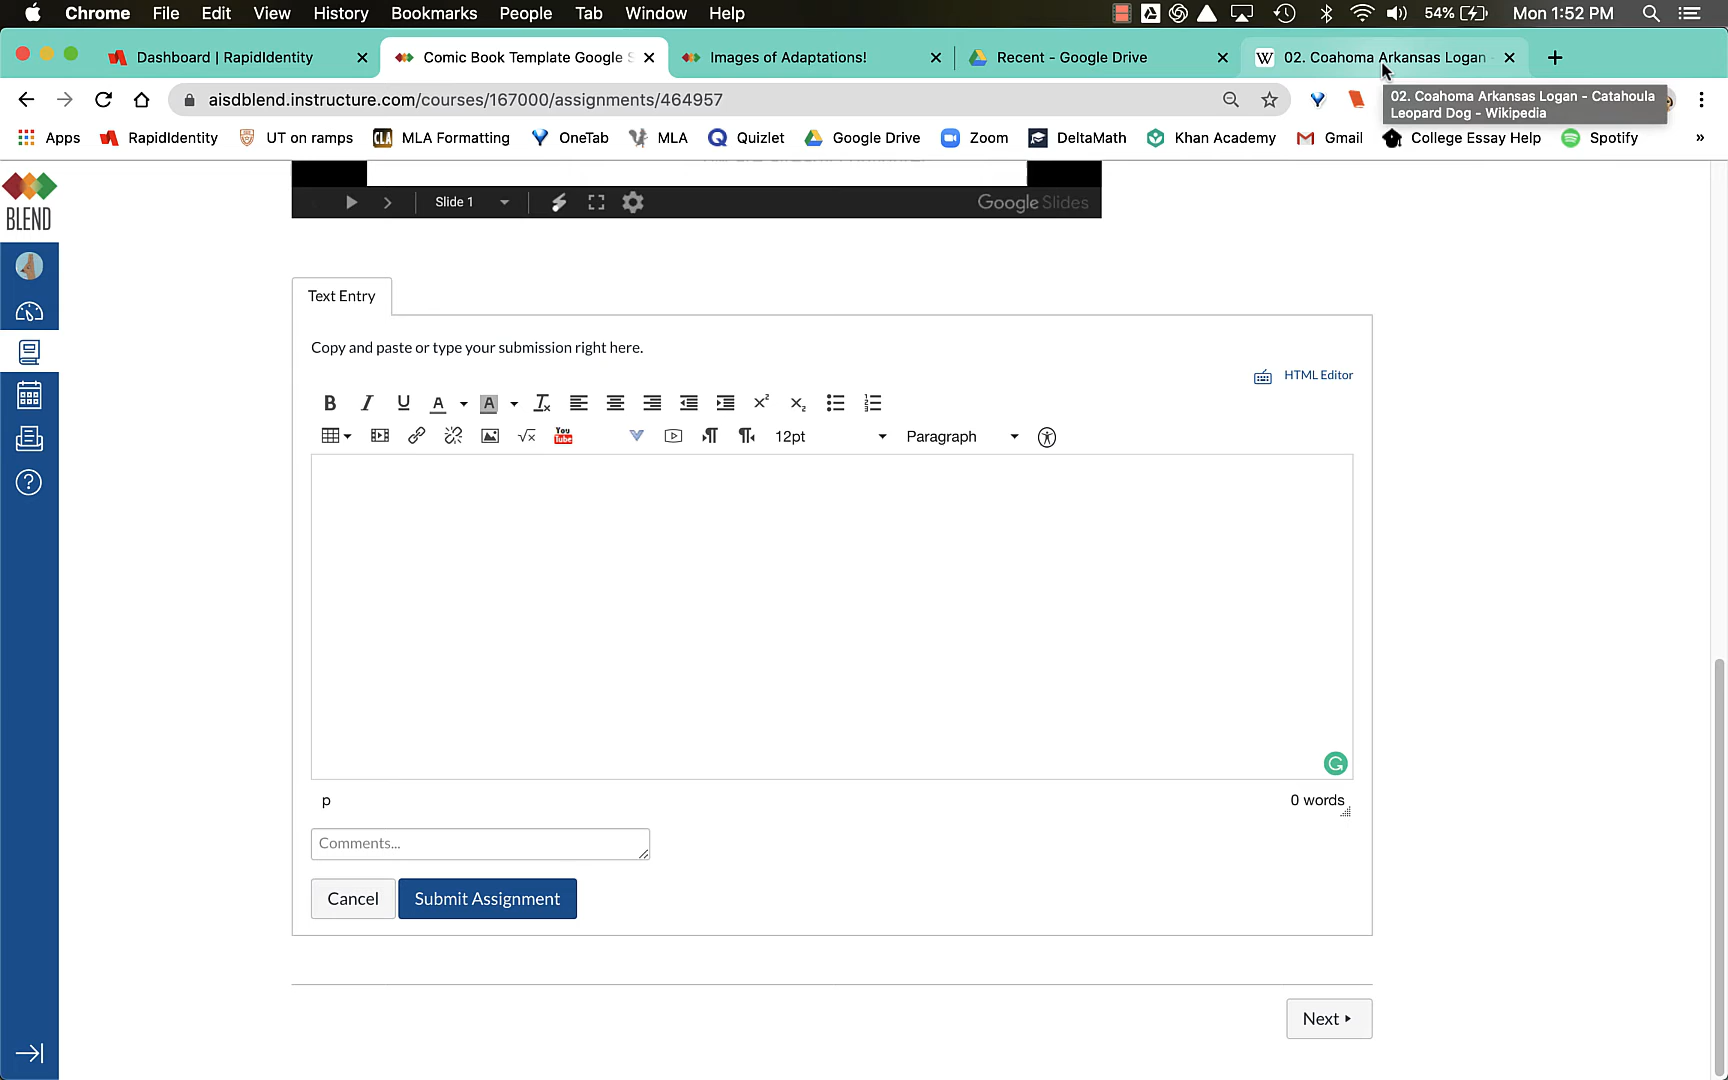 Chrome File Edit View History Bookmarks People Tab Window Help 54% Mon 1:52 PM
Dashboard | RapidIdentity Comic Book Template Google S Images of Adaptations! Recent - Google Drive W 02. Coahoma Arkansas Logan
aisdblend.instructure.com/courses/167000/assignments/464957
02. Coahoma Arkansas Logan - Catahoula
Leopard Dog - Wikipedia
Apps RapidIdentity UT on ramps CLA MLA Formatting OneTab MLA Quizlet Google Drive Zoom DeltaMath Khan Academy Gmail College Essay Help Spotify »
BLEND
Slide 1 Google Slides
Text Entry
Copy and paste or type your submission right here.
HTML Editor
12pt Paragraph
p 0 words
Comments...
Cancel Submit Assignment
Next